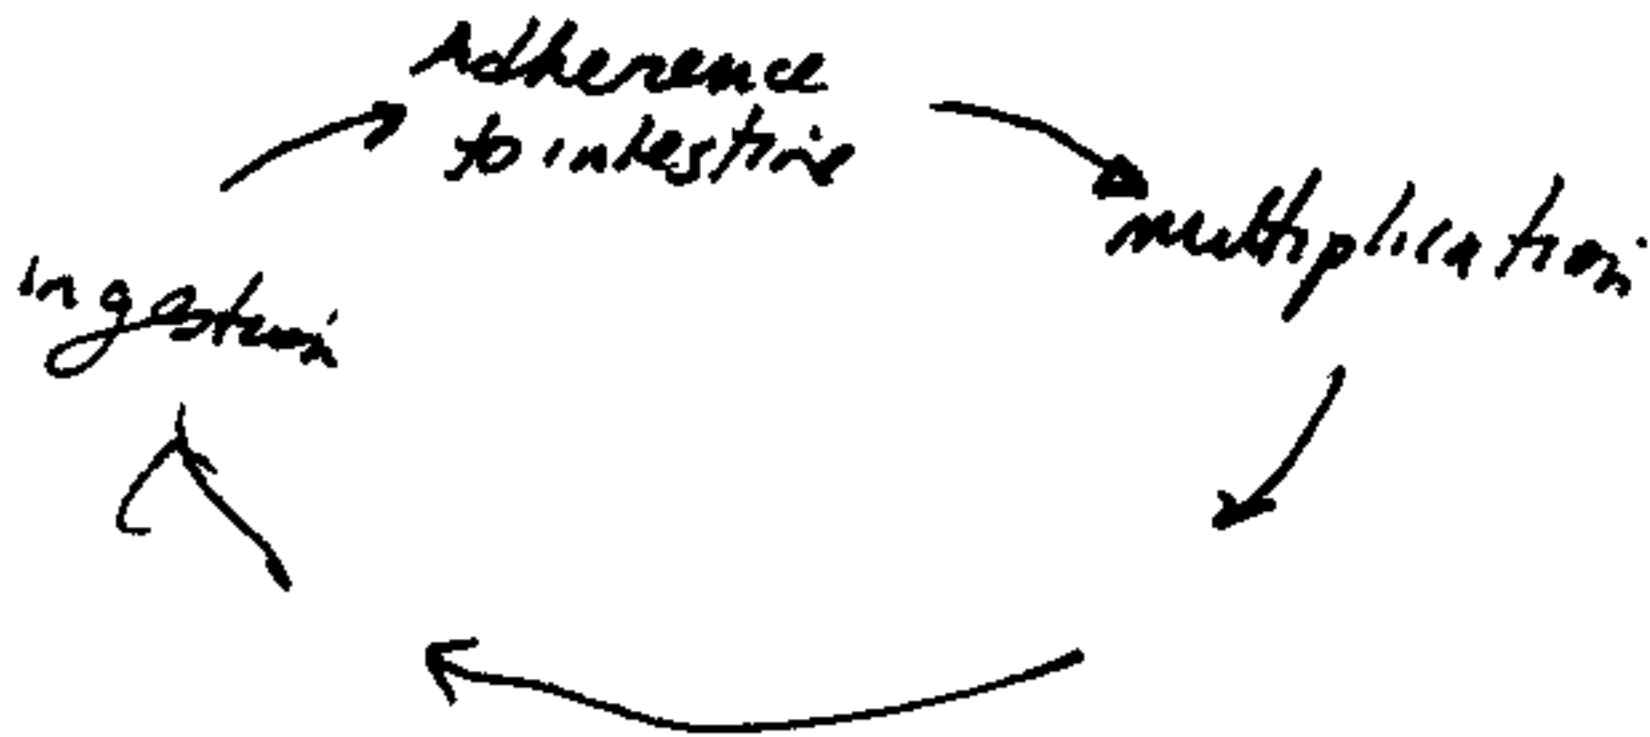 Adherence
to intestine
multiplication
ingestion